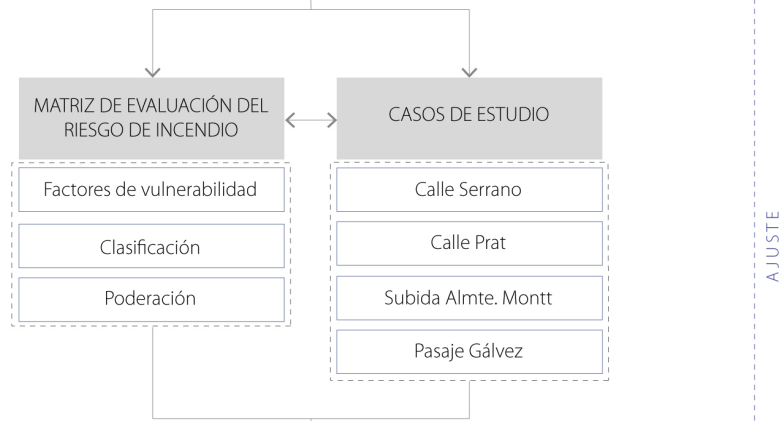 MATRIZ DE EVALUACIÓN DEL
RIESGO DE INCENDIO
Factores de vulnerabilidad
Clasificación
Poderación
CASOS DE ESTUDIO
Calle Serrano
Calle Prat
Subida Almte. Montt
Pasaje Gálvez
AJUSTE